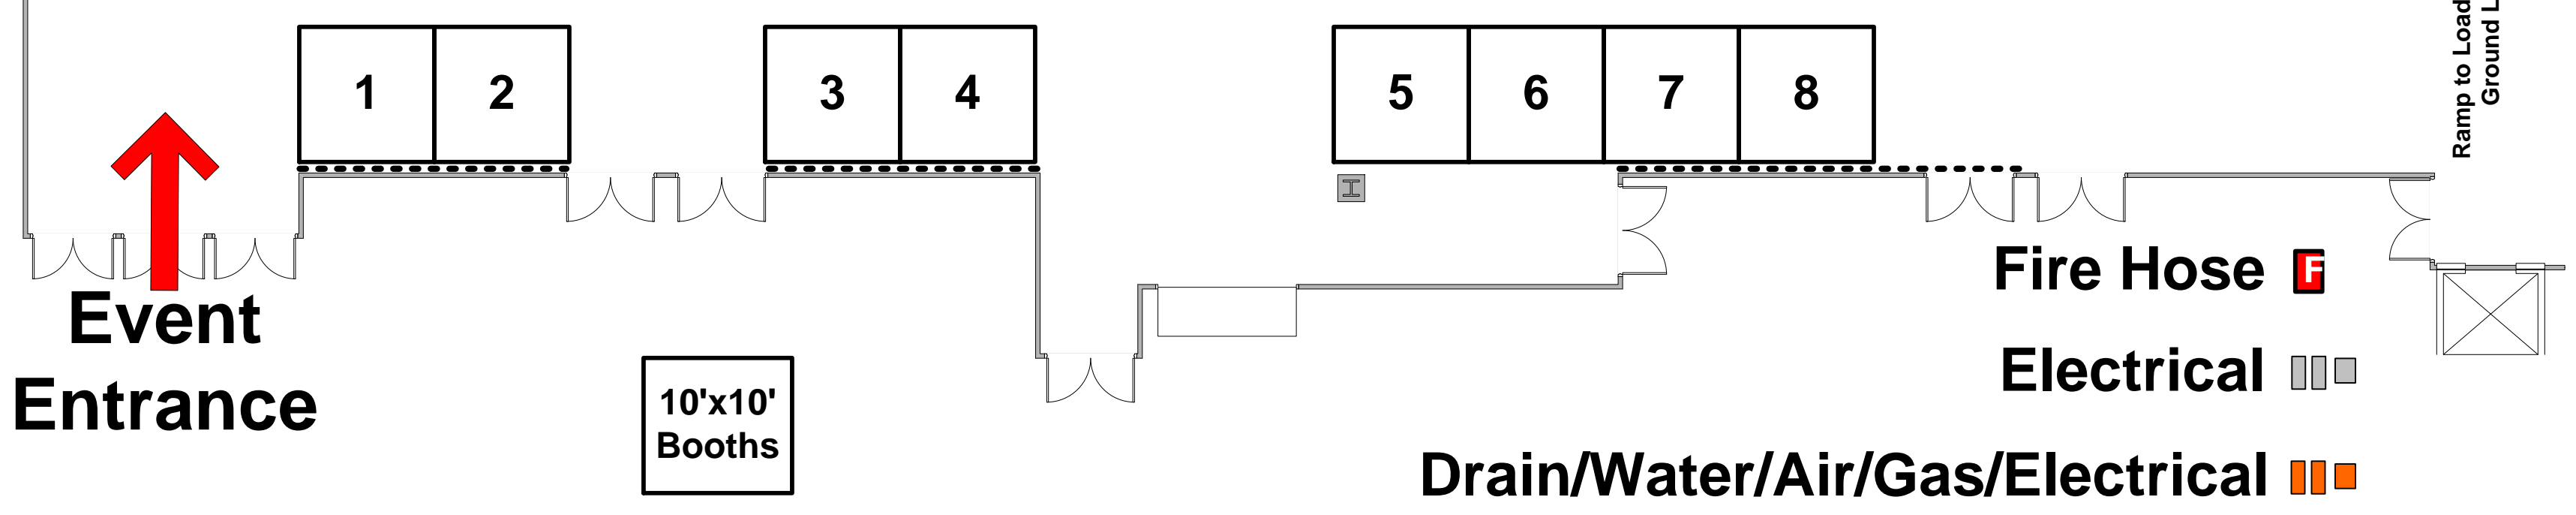 1 2 3 4 5 6 7 8
Ramp to Load
Ground L
Event
Entrance
10'x10'
Booths
Fire Hose F
Electrical
Drain/Water/Air/Gas/Electrical